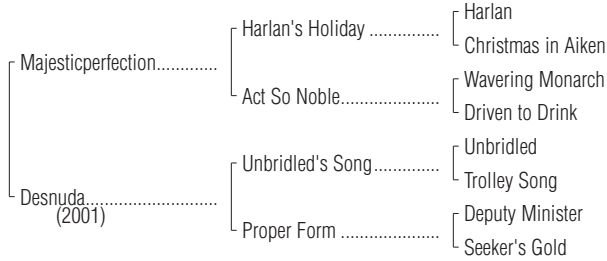 Harlan
Harlan's Holiday ...............
Christmas in Aiken
Majesticperfection.............
Wavering Monarch
Act So Noble.....................
Driven to Drink
Unbridled
Unbridled's Song..............
Trolley Song
Desnuda............................
(2001)
Deputy Minister
Proper Form .....................
Seeker's Gold